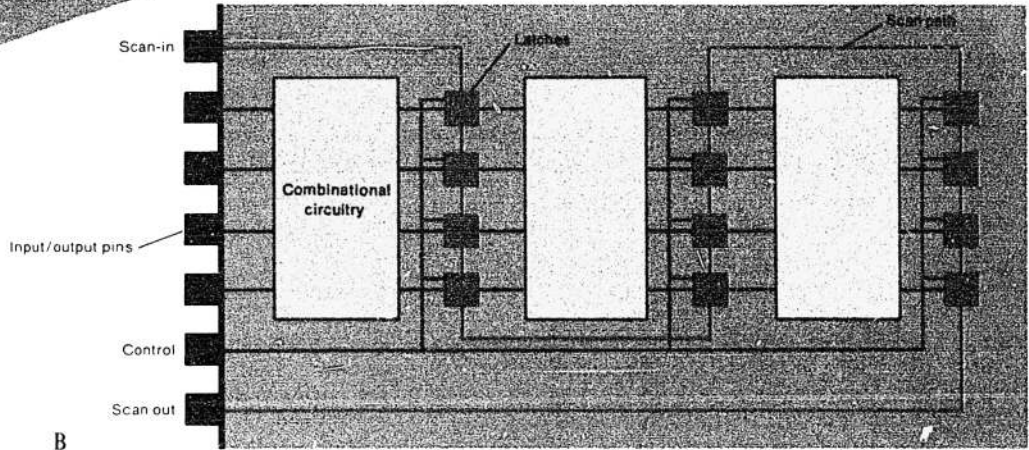 Scan-in
Latches
Scan path
Combinational
circuitry
Input/output pins
Control
Scan out
B